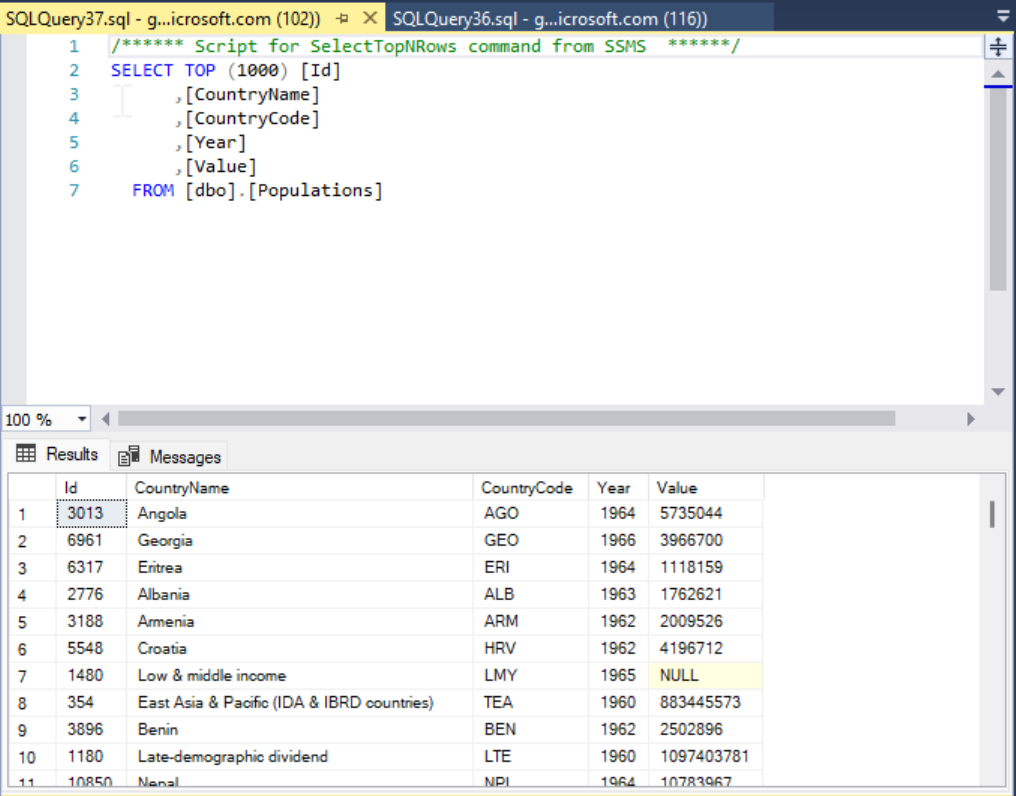 SQLQuery37.sql - g...icrosoft.com (102)) SQLQuery36.sql - g...icrosoft.com (116))
1 /****** Script for SelectTopNRows command from SSMS ******/
2 SELECT TOP (1000) [Id]
3 ,[CountryName]
4 ,[CountryCode]
5 ,[Year]
6 ,[Value]
7 FROM [dbo].[Populations]
100 %
Results Messages
Id CountryName CountryCode Year Value
1 3013 Angola AGO 1964 5735044
2 6961 Georgia GEO 1966 3966700
3 6317 Eritrea ERI 1964 1118159
4 2776 Albania ALB 1963 1762621
5 3188 Armenia ARM 1962 2009526
6 5548 Croatia HRV 1962 4196712
7 1480 Low & middle income LMY 1965 NULL
8 354 East Asia & Pacific (IDA & IBRD countries) TEA 1960 883445573
9 3896 Benin BEN 1962 2502896
10 1180 Late-demographic dividend LTE 1960 1097403781
11 10850 Nepal NPL 1964 10783967